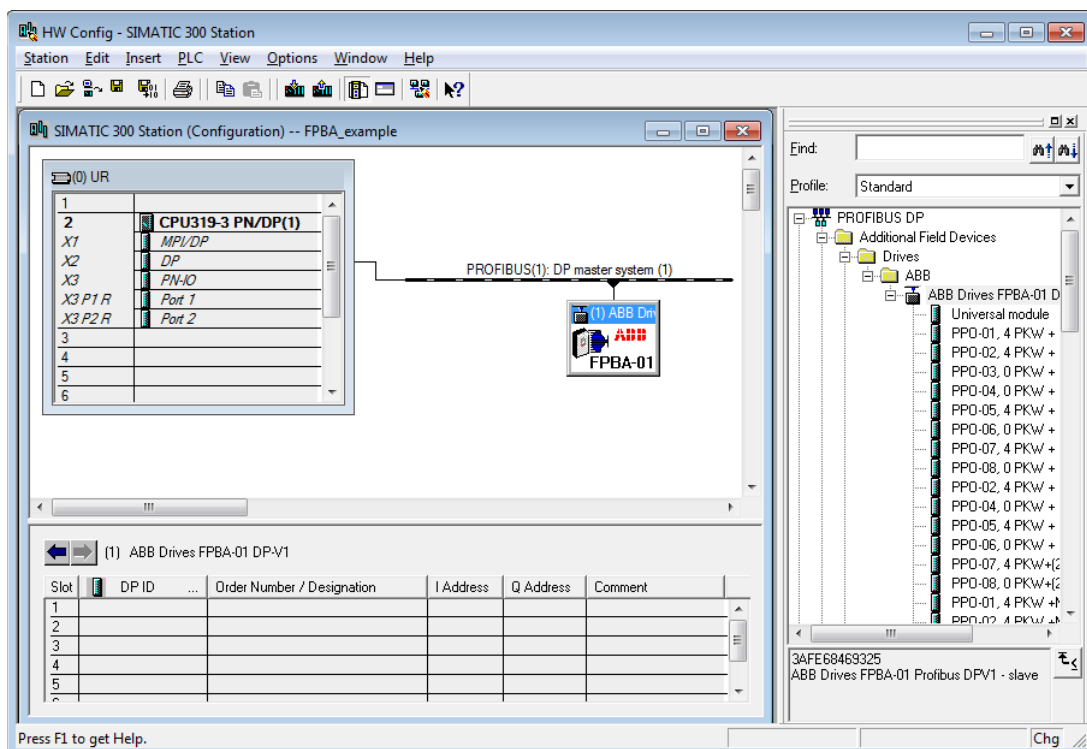 HW Config - SIMATIC 300 Station
Station Edit Insert PLC View Options Window Help
SIMATIC 300 Station (Configuration) -- FPBA_example
(0) UR
1
2 CPU319-3 PN/DP(1)
X1 MPI/DP
X2 DP
X3 PN-IO
X3 P1 R Port 1
X3 P2 R Port 2
3
4
5
6
PROFIBUS(1): DP master system (1)
(1) ABB Driv
ABB
FPBA-01
(1) ABB Drives FPBA-01 DP-V1
Slot DP ID ... Order Number / Designation I Address Q Address Comment
1
2
3
4
5
Find:
Profile: Standard
PROFIBUS DP
Additional Field Devices
Drives
ABB
ABB Drives FPBA-01 D
Universal module
PPO-01, 4 PKW +
PPO-02, 4 PKW +
PPO-03, 0 PKW +
PPO-04, 0 PKW +
PPO-05, 4 PKW +
PPO-06, 0 PKW +
PPO-07, 4 PKW +
PPO-08, 0 PKW +
PPO-02, 4 PKW +
PPO-04, 0 PKW +
PPO-05, 4 PKW +
PPO-06, 0 PKW +
PPO-07, 4 PKW+(2
PPO-08, 0 PKW+(2
PPO-01, 4 PKW +M
PPO-02, 4 PKW +M
3AFE68469325
ABB Drives FPBA-01 Profibus DPV1 - slave
Press F1 to get Help.
Chg